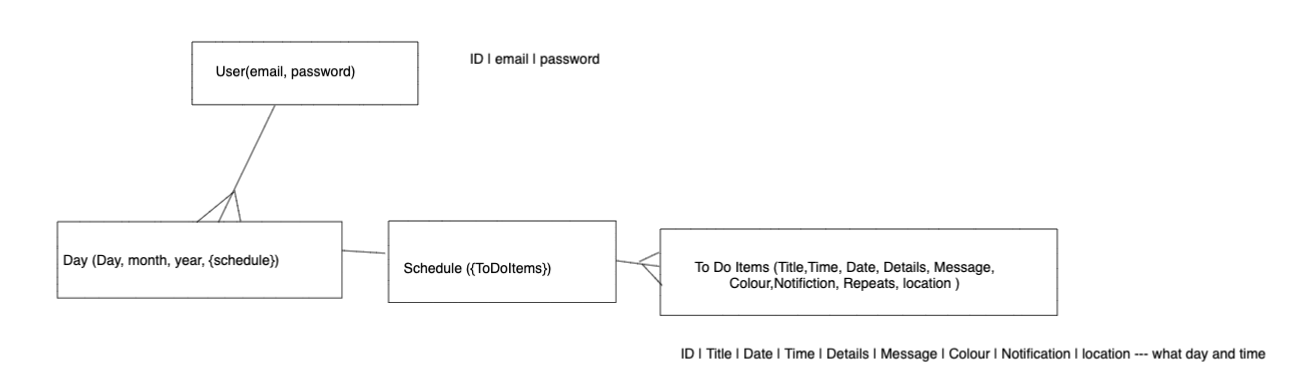 User(email, password)
ID | email | password
Day (Day, month, year, {schedule})
Schedule ({ToDoItems})
To Do Items (Title,Time, Date, Details, Message,
Colour,Notifiction, Repeats, location )
ID | Title | Date | Time | Details | Message | Colour | Notification | location --- what day and time